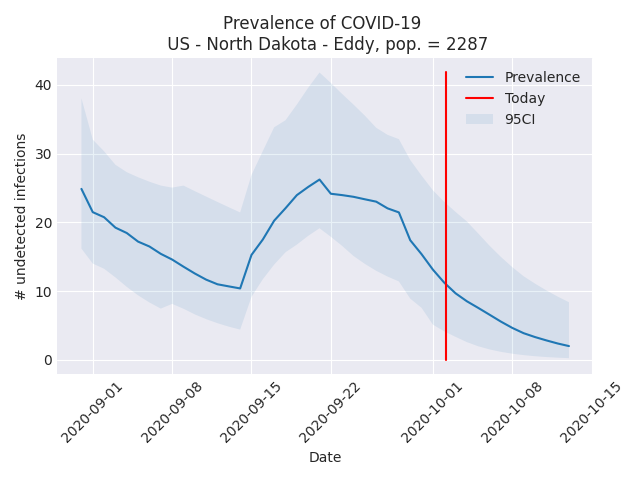 Prevalence of COVID-19
US - North Dakota - Eddy, pop. = 2287
Prevalence
Today
95CI
# undetected infections
40
30
20
10
0
2020-09-01
2020-09-08
2020-09-15
2020-09-22
2020-10-01
2020-10-08
2020-10-15
Date